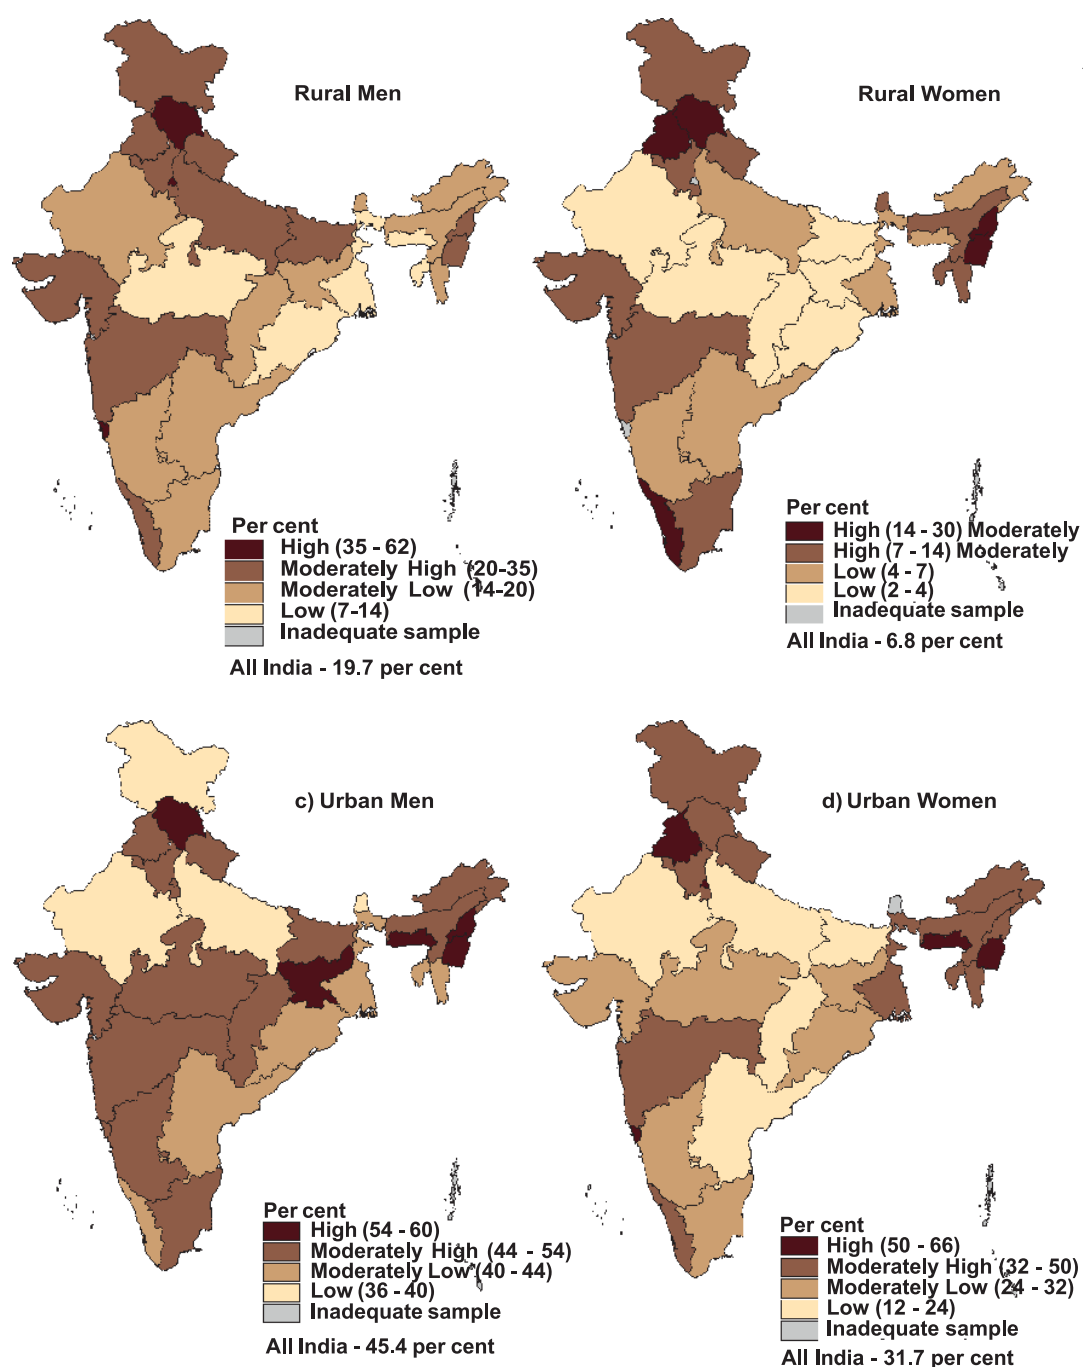 Rural Men
Per cent
High (35 - 62)
Moderately High (20-35)
Moderately Low (14-20)
Low (7-14)
Inadequate sample
All India - 19.7 per cent
Rural Women
Per cent
High (14 - 30) Moderately
High (7 - 14) Moderately
Low (4 - 7)
Low (2 - 4)
Inadequate sample
All India - 6.8 per cent
c) Urban Men
Per cent
High (54 - 60)
Moderately High (44 - 54)
Moderately Low (40 - 44)
Low (36 - 40)
Inadequate sample
All India - 45.4 per cent
d) Urban Women
Per cent
High (50 - 66)
Moderately High (32 - 50)
Moderately Low (24 - 32)
Low (12 - 24)
Inadequate sample
All India - 31.7 per cent